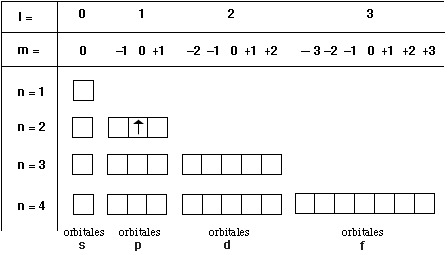 l = 0 1 2 3
m = 0 –1 0 +1 –2 –1 0 +1 +2 –3 –2 –1 0 +1 +2 +3
n = 1
n = 2
n = 3
n = 4
orbitales orbitales orbitales orbitales
s p d f